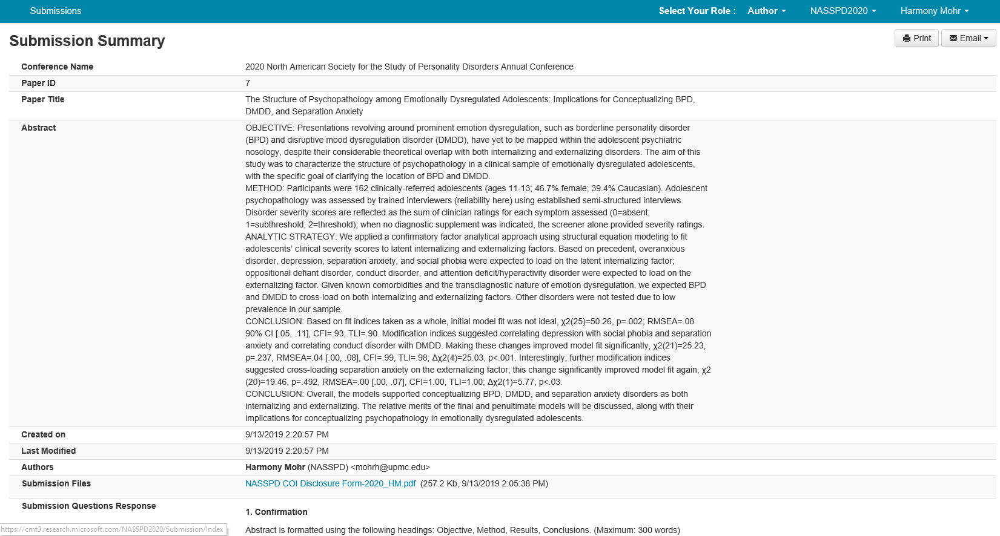 Submissions
Select Your Role : Author NASSPD2020 Harmony Mohr
Submission Summary
Print Email
Conference Name 2020 North American Society for the Study of Personality Disorders Annual Conference
Paper ID 7
Paper Title The Structure of Psychopathology among Emotionally Dysregulated Adolescents: Implications for Conceptualizing BPD,
DMDD, and Separation Anxiety
Abstract OBJECTIVE: Presentations revolving around prominent emotion dysregulation, such as borderline personality disorder
(BPD) and disruptive mood dysregulation disorder (DMDD), have yet to be mapped within the adolescent psychiatric
nosology, despite their considerable theoretical overlap with both internalizing and externalizing disorders. The aim of this
study was to characterize the structure of psychopathology in a clinical sample of emotionally dysregulated adolescents,
with the specific goal of clarifying the location of BPD and DMDD.
METHOD: Participants were 162 clinically-referred adolescents (ages 11-13; 46.7% female; 39.4% Caucasian). Adolescent
psychopathology was assessed by trained interviewers (reliability here) using established semi-structured interviews.
Disorder severity scores are reflected as the sum of clinician ratings for each symptom assessed (0=absent;
1=subthreshold; 2=threshold); when no diagnostic supplement was indicated, the screener alone provided severity ratings.
ANALYTIC STRATEGY: We applied a confirmatory factor analytical approach using structural equation modeling to fit
adolescents' clinical severity scores to latent internalizing and externalizing factors. Based on precedent, overanxious
disorder, depression, separation anxiety, and social phobia were expected to load on the latent internalizing factor;
oppositional defiant disorder, conduct disorder, and attention deficit/hyperactivity disorder were expected to load on the
externalizing factor. Given known comorbidities and the transdiagnostic nature of emotion dysregulation, we expected BPD
and DMDD to cross-load on both internalizing and externalizing factors. Other disorders were not tested due to low
prevalence in our sample.
CONCLUSION: Based on fit indices taken as a whole, initial model fit was not ideal, χ2(25)=50.26, p=.002; RMSEA=.08
90% CI [.05, .11], CFI=.93, TLI=.90. Modification indices suggested correlating depression with social phobia and separation
anxiety and correlating conduct disorder with DMDD. Making these changes improved model fit significantly, χ2(21)=25.23,
p=.237, RMSEA=.04 [.00, .08], CFI=.99, TLI=.98; Δχ2(4)=25.03, p<.001. Interestingly, further modification indices
suggested cross-loading separation anxiety on the externalizing factor; this change significantly improved model fit again, χ2
(20)=19.46, p=.492, RMSEA=.00 [.00, .07], CFI=1.00, TLI=1.00; Δχ2(1)=5.77, p<.03.
CONCLUSION: Overall, the models supported conceptualizing BPD, DMDD, and separation anxiety disorders as both
internalizing and externalizing. The relative merits of the final and penultimate models will be discussed, along with their
implications for conceptualizing psychopathology in emotionally dysregulated adolescents.
Created on 9/13/2019 2:20:57 PM
Last Modified 9/13/2019 2:20:57 PM
Authors Harmony Mohr (NASSPD) <mohrh@upmc.edu>
Submission Files NASSPD COI Disclosure Form-2020_HM.pdf (257.2 Kb, 9/13/2019 2:05:38 PM)
Submission Questions Response
1. Confirmation
https://cmt3.research.microsoft.com/NASSPD2020/Submission/Index
Abstract is formatted using the following headings: Objective, Method, Results, Conclusions. (Maximum: 300 words)